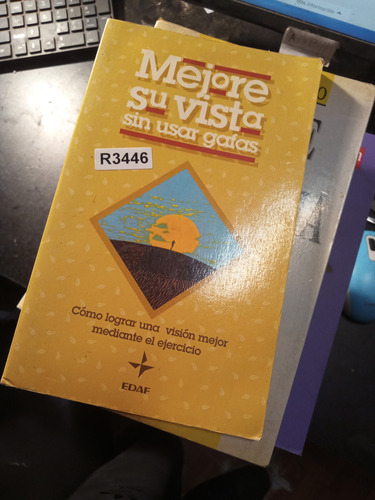 Mejore
su vista
sin usar gafas
R3446
Cómo lograr una visión mejor
mediante el ejercicio
EDAF